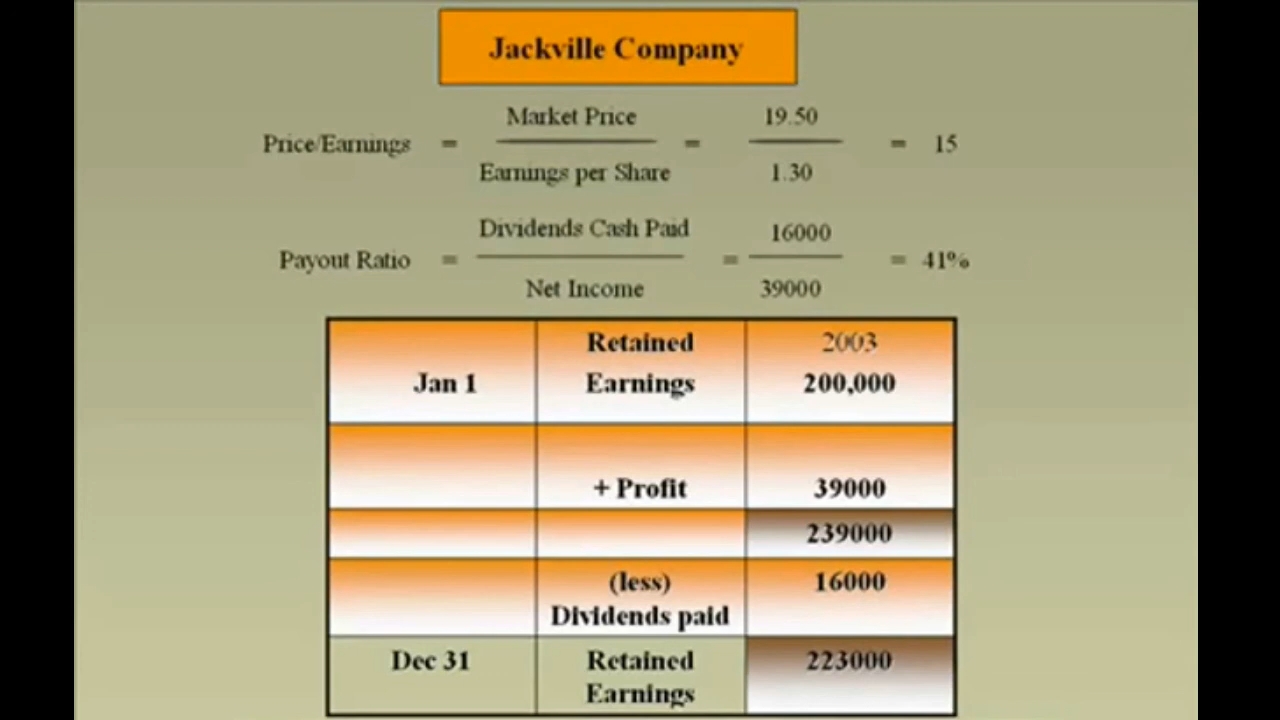 Jackville Company
Market Price 19.50
Price/Earnings = = = 15
Earnings per Share 1.30
Dividends Cash Paid 16000
Payout Ratio = = = 41%
Net Income 39000
Retained 2003
Jan 1 Earnings 200,000
+ Profit 39000
239000
(less) 16000
Dividends paid
Dec 31 Retained 223000
Earnings